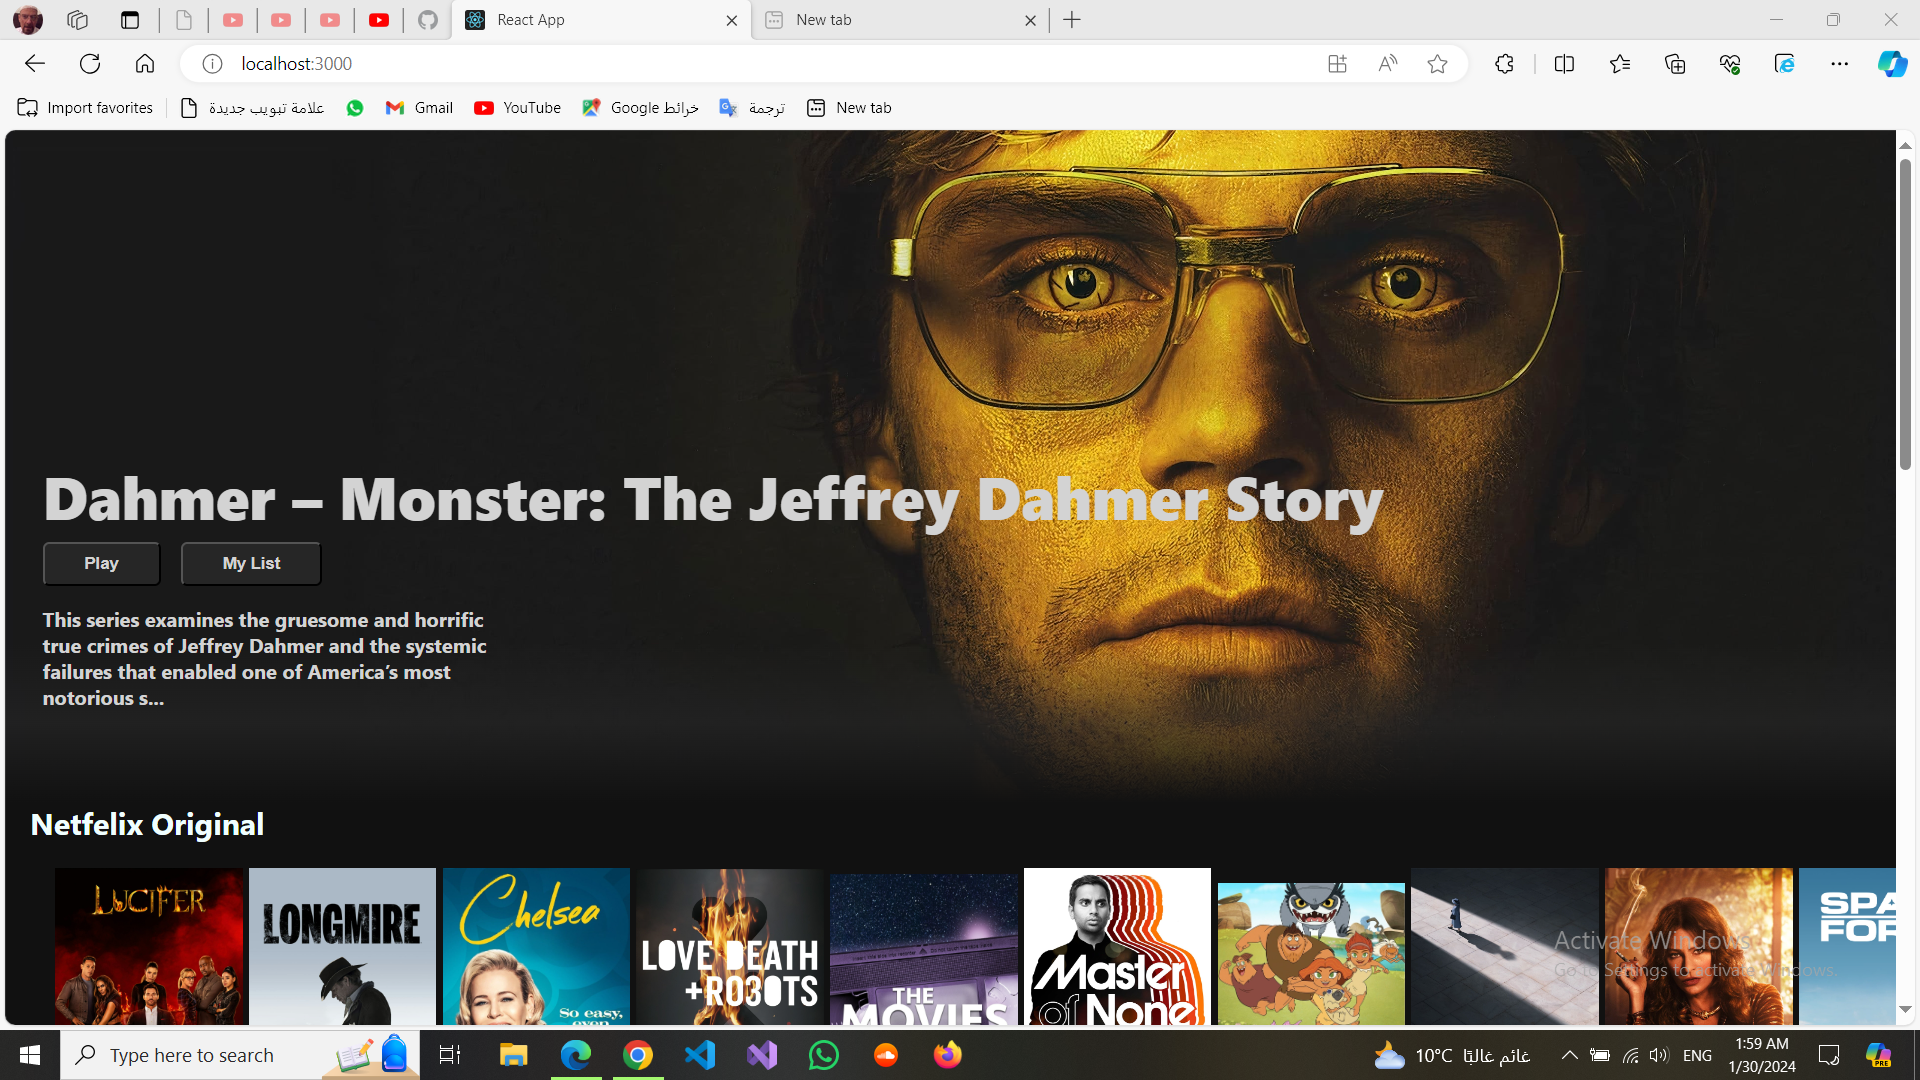 React App
New tab
localhost:3000
Import favorites
علامة تبويب جديدة
Gmail
YouTube
خرائط Google
ترجمة
New tab
Dahmer – Monster: The Jeffrey Dahmer Story
Play
My List
This series examines the gruesome and horrific
true crimes of Jeffrey Dahmer and the systemic
failures that enabled one of America's most
notorious s...
Netfelix Original
LUCIFER
LONGMIRE
Chelsea
So easy,
even
LOVE DEATH
+RO3OTS
THE
MOVIES
Master
of None
SPA
FOR
Activate Windows
Go to Settings to activate Windows.
Type here to search
10°C غائم غالبًا
ENG
1:59 AM
1/30/2024
PRE